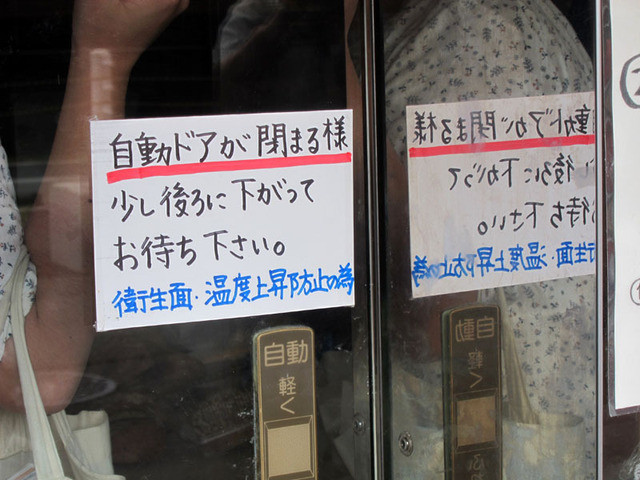 自動ドアが閉まる様
少し後ろに下がって
お待ち下さい。
衛生面・温度上昇防止の為
自動
軽く